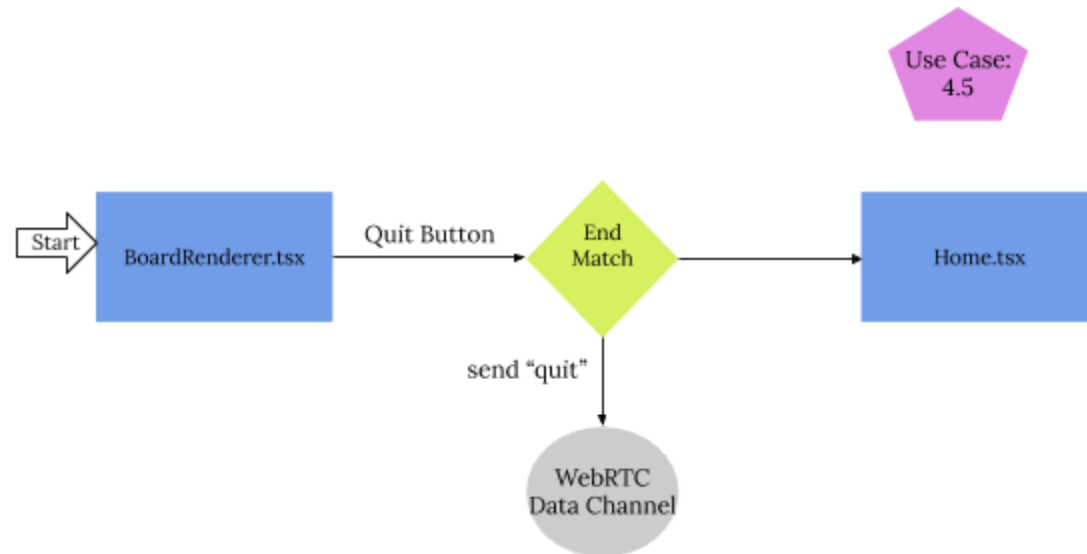 Use Case:
4.5
Start
BoardRenderer.tsx
Quit Button
End
Match
Home.tsx
send “quit”
WebRTC
Data Channel